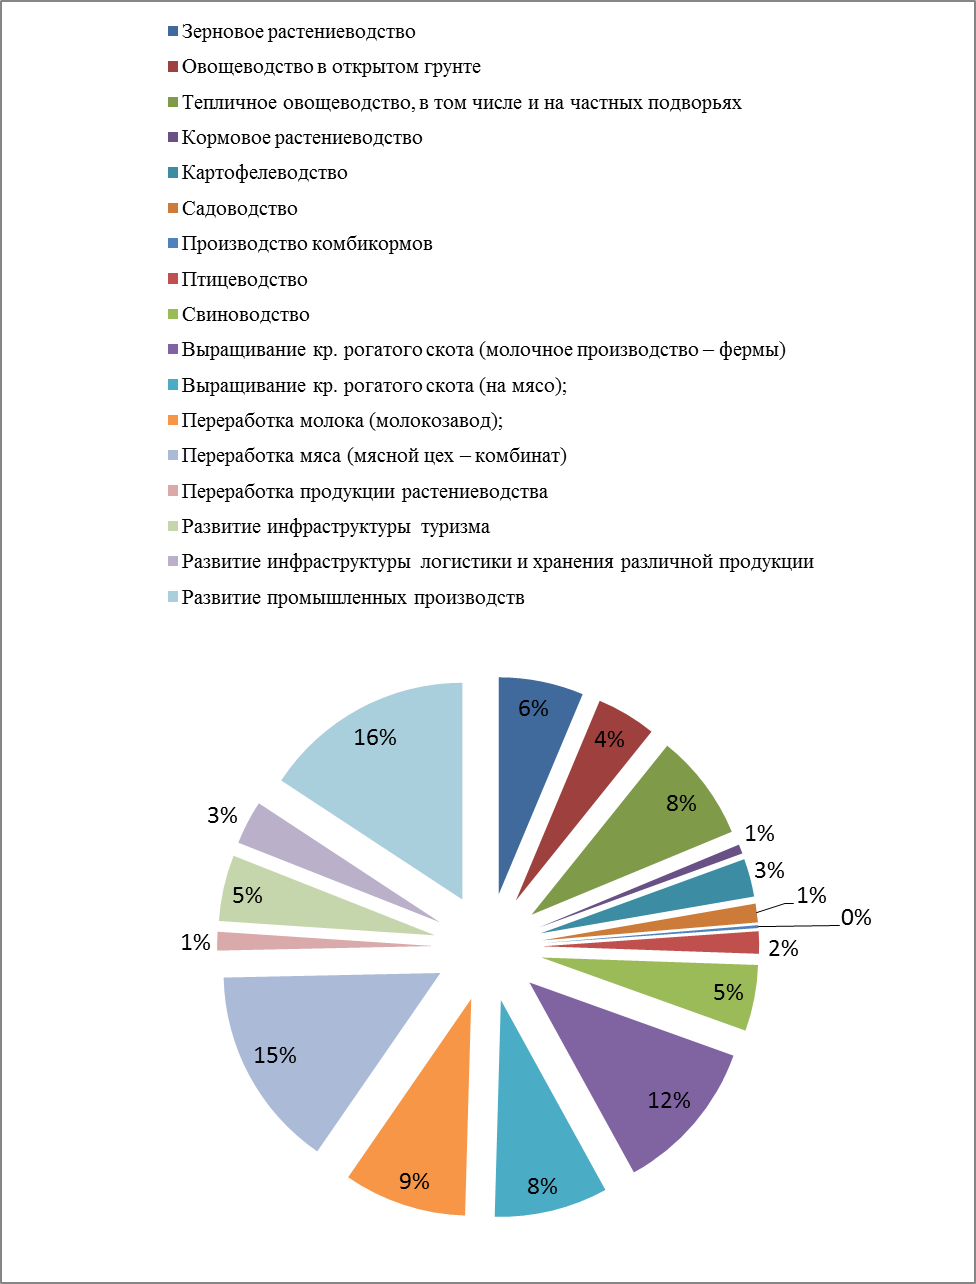 Зерновое растениеводство
Овощеводство в открытом грунте
Тепличное овощеводство, в том числе и на частных подворьях
Кормовое растениеводство
Картофелеводство
Садоводство
Производство комбикормов
Птицеводство
Свиноводство
Выращивание кр. рогатого скота (молочное производство – фермы)
Выращивание кр. рогатого скота (на мясо);
Переработка молока (молокозавод);
Переработка мяса (мясной цех – комбинат)
Переработка продукции растениеводства
Развитие инфраструктуры туризма
Развитие инфраструктуры логистики и хранения различной продукции
Развитие промышленных производств
6%
4%
8%
1%
3%
1%
0%
2%
5%
12%
8%
9%
15%
1%
5%
3%
16%